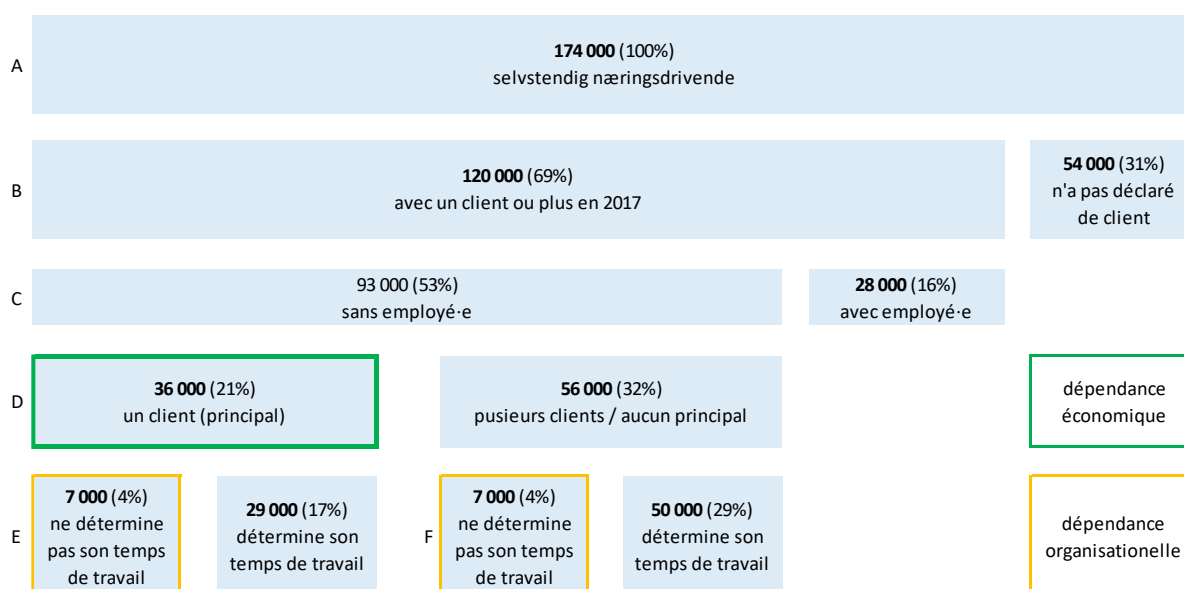 A
174 000 (100%)
selvstendig næringsdrivende
B
120 000 (69%)
avec un client ou plus en 2017
54 000 (31%)
n'a pas déclaré
de client
C
93 000 (53%)
sans employé·e
28 000 (16%)
avec employé·e
D
36 000 (21%)
un client (principal)
56 000 (32%)
pusieurs clients / aucun principal
dépendance
économique
E
7 000 (4%)
ne détermine
pas son temps
de travail
29 000 (17%)
détermine son
temps de travail
F
7 000 (4%)
ne détermine
pas son temps
de travail
50 000 (29%)
détermine son
temps de travail
dépendance
organisationelle